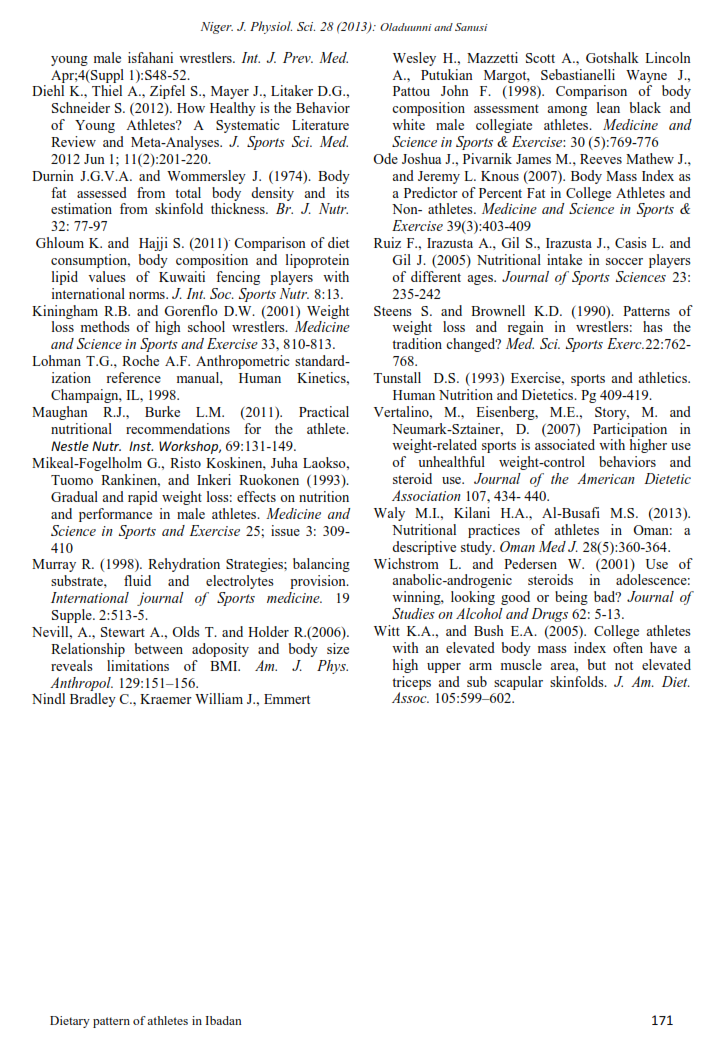 Niger. J. Physiol. Sci. 28 (2013): Oladuunni and Sanusi
young male isfahani wrestlers. Int. J. Prev. Med.
Apr;4(Suppl 1):S48-52.
Diehl K., Thiel A., Zipfel S., Mayer J., Litaker D.G.,
Schneider S. (2012). How Healthy is the Behavior
of Young Athletes? A Systematic Literature
Review and Meta-Analyses. J. Sports Sci. Med.
2012 Jun 1; 11(2):201-220.
Durnin J.G.V.A. and Wommersley J. (1974). Body
fat assessed from total body density and its
estimation from skinfold thickness. Br. J. Nutr.
32: 77-97
Ghloum K. and Hajji S. (2011) Comparison of diet
consumption, body composition and lipoprotein
lipid values of Kuwaiti fencing players with
international norms. J. Int. Soc. Sports Nutr. 8:13.
Kiningham R.B. and Gorenflo D.W. (2001) Weight
loss methods of high school wrestlers. Medicine
and Science in Sports and Exercise 33, 810-813.
Lohman T.G., Roche A.F. Anthropometric standard-
ization reference manual, Human Kinetics,
Champaign, IL, 1998.
Maughan R.J., Burke L.M. (2011). Practical
nutritional recommendations for the athlete.
Nestle Nutr. Inst. Workshop, 69:131-149.
Mikeal-Fogelholm G., Risto Koskinen, Juha Laokso,
Tuomo Rankinen, and Inkeri Ruokonen (1993).
Gradual and rapid weight loss: effects on nutrition
and performance in male athletes. Medicine and
Science in Sports and Exercise 25; issue 3: 309-
410
Murray R. (1998). Rehydration Strategies; balancing
substrate, fluid and electrolytes provision.
International journal of Sports medicine. 19
Supple. 2:513-5.
Nevill, A., Stewart A., Olds T. and Holder R.(2006).
Relationship between adoposity and body size
reveals limitations of BMI. Am. J. Phys.
Anthropol. 129:151–156.
Nindl Bradley C., Kraemer William J., Emmert
Wesley H., Mazzetti Scott A., Gotshalk Lincoln
A., Putukian Margot, Sebastianelli Wayne J.,
Pattou John F. (1998). Comparison of body
composition assessment among lean black and
white male collegiate athletes. Medicine and
Science in Sports & Exercise: 30 (5):769-776
Ode Joshua J., Pivarnik James M., Reeves Mathew J.,
and Jeremy L. Knous (2007). Body Mass Index as
a Predictor of Percent Fat in College Athletes and
Non- athletes. Medicine and Science in Sports &
Exercise 39(3):403-409
Ruiz F., Irazusta A., Gil S., Irazusta J., Casis L. and
Gil J. (2005) Nutritional intake in soccer players
of different ages. Journal of Sports Sciences 23:
235-242
Steens S. and Brownell K.D. (1990). Patterns of
weight loss and regain in wrestlers: has the
tradition changed? Med. Sci. Sports Exerc.22:762-
768.
Tunstall D.S. (1993) Exercise, sports and athletics.
Human Nutrition and Dietetics. Pg 409-419.
Vertalino, M., Eisenberg, M.E., Story, M. and
Neumark-Sztainer, D. (2007) Participation in
weight-related sports is associated with higher use
of unhealthful weight-control behaviors and
steroid use. Journal of the American Dietetic
Association 107, 434- 440.
Waly M.I., Kilani H.A., Al-Busafi M.S. (2013).
Nutritional practices of athletes in Oman: a
descriptive study. Oman Med J. 28(5):360-364.
Wichstrom L. and Pedersen W. (2001) Use of
anabolic-androgenic steroids in adolescence:
winning, looking good or being bad? Journal of
Studies on Alcohol and Drugs 62: 5-13.
Witt K.A., and Bush E.A. (2005). College athletes
with an elevated body mass index often have a
high upper arm muscle area, but not elevated
triceps and sub scapular skinfolds. J. Am. Diet.
Assoc. 105:599–602.
Dietary pattern of athletes in Ibadan
171